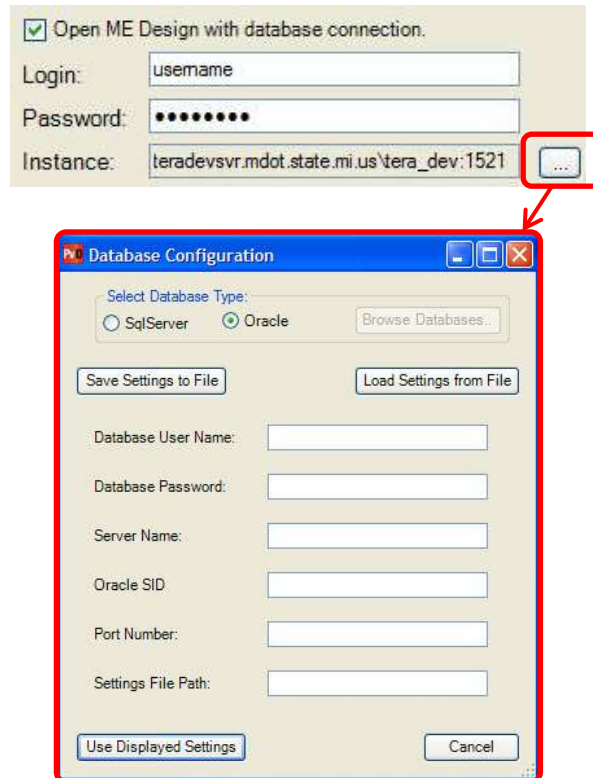 Open ME Design with database connection.
Login: username
Password: ●●●●●●●●
Instance: teradevsvr.mdot.state.mi.us\tera_dev:1521 ...
PvD Database Configuration
Select Database Type:
SqlServer Oracle Browse Databases..
Save Settings to File Load Settings from File
Database User Name:
Database Password:
Server Name:
Oracle SID
Port Number:
Settings File Path:
Use Displayed Settings Cancel